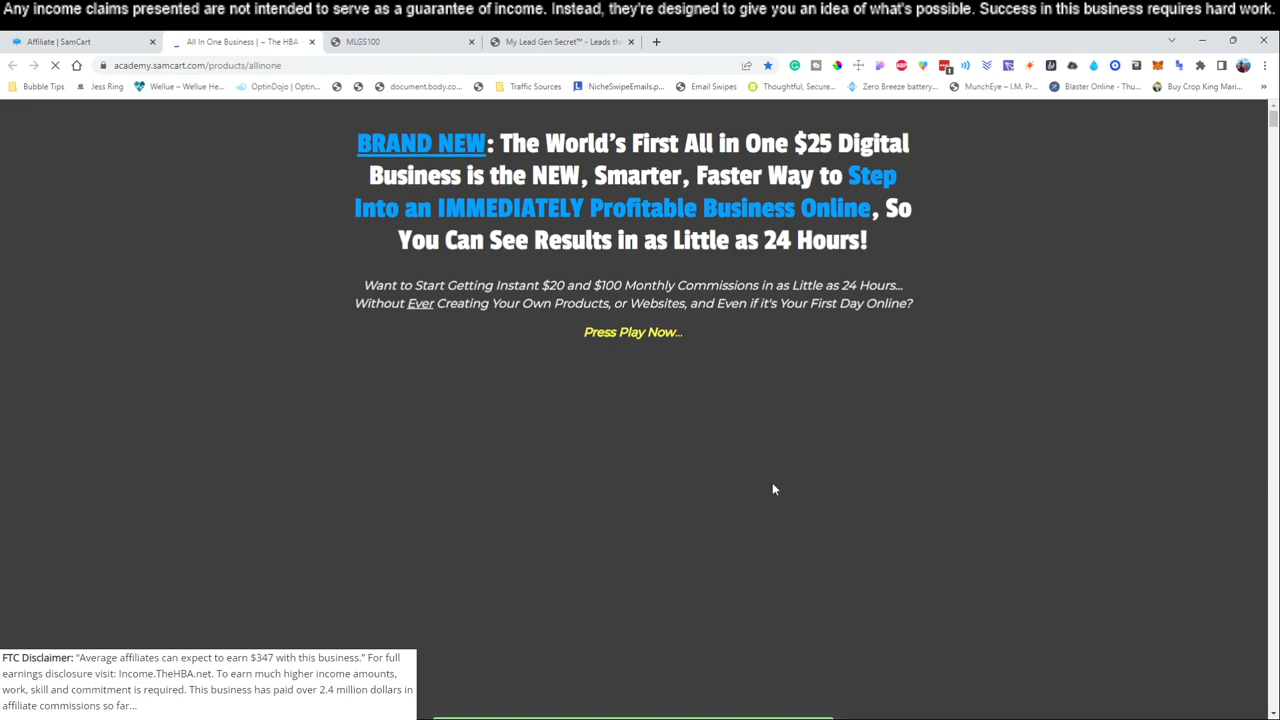 Any income claims presented are not intended to serve as a guarantee of income. Instead, they're designed to give you an idea of what's possible. Success in this business requires hard work.
Affiliate | SamCart
All In One Business | ~ The HBA
MLGS100
My Lead Gen Secret™ - Leads th
academy.samcart.com/products/allinone
Bubble Tips
Jess Ring
Wellue – Wellue He...
OptinDojo | Optin...
document.body.co...
Traffic Sources
NicheSwipeEmails.p...
Email Swipes
Thoughtful, Secure...
Zero Breeze battery...
MunchEye – I.M. Pr...
Blaster Online - Thu...
Buy Crop King Mari...
BRAND NEW: The World's First All in One $25 Digital
Business is the NEW, Smarter, Faster Way to Step
Into an IMMEDIATELY Profitable Business Online, So
You Can See Results in as Little as 24 Hours!
Want to Start Getting Instant $20 and $100 Monthly Commissions in as Little as 24 Hours...
Without Ever Creating Your Own Products, or Websites, and Even if it's Your First Day Online?
Press Play Now...
FTC Disclaimer: “Average affiliates can expect to earn $347 with this business.” For full
earnings disclosure visit: Income.TheHBA.net. To earn much higher income amounts,
work, skill and commitment is required. This business has paid over 2.4 million dollars in
affiliate commissions so far...